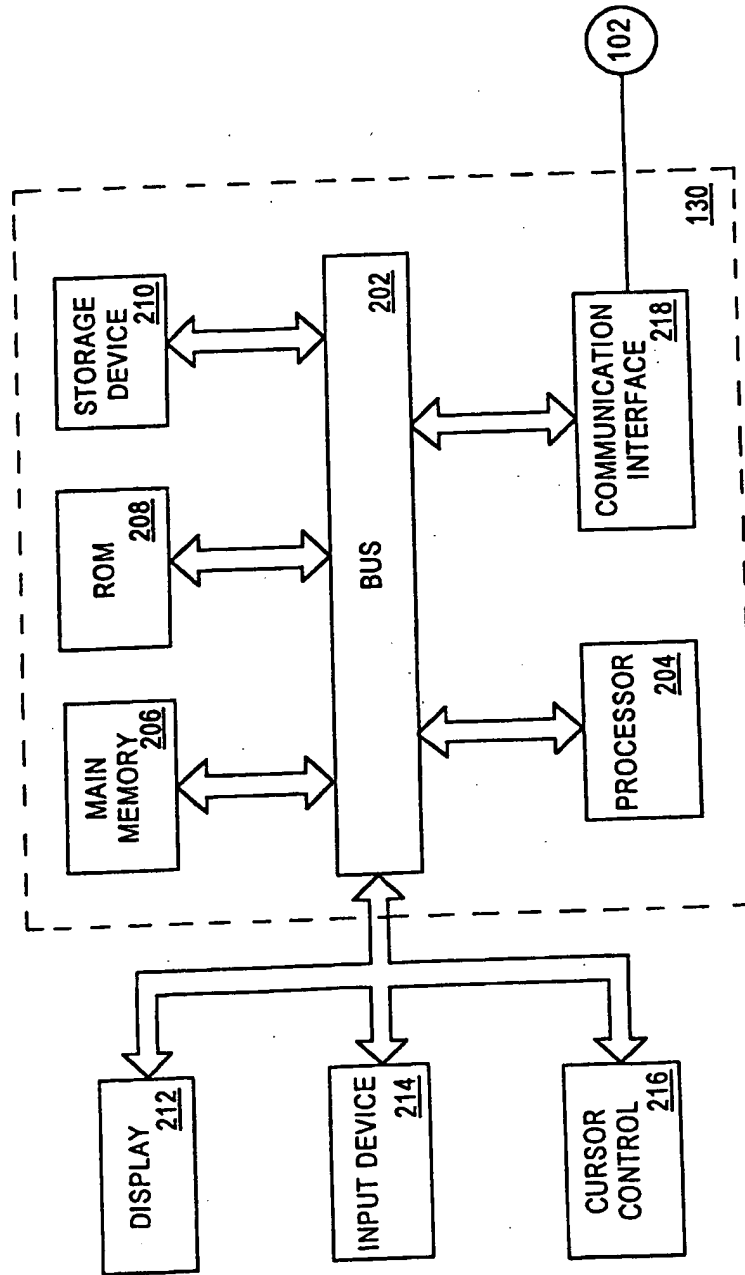 DISPLAY
212
INPUT DEVICE
214
CURSOR
CONTROL
216
MAIN
MEMORY
206
ROM
208
STORAGE
DEVICE
210
BUS
202
PROCESSOR
204
COMMUNICATION
INTERFACE
218
130
102